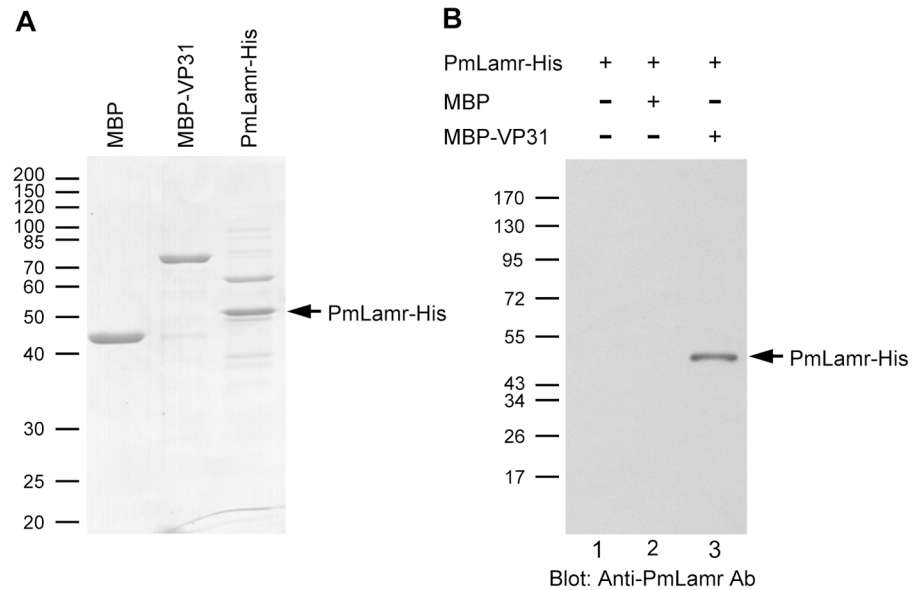 A
MBP
MBP-VP31
PmLamr-His
200
150
120
100
85
70
60
50
40
30
25
20
PmLamr-His
B
PmLamr-His + + +
MBP - + -
MBP-VP31 - - +
170
130
95
72
55
43
34
26
17
PmLamr-His
1 2 3
Blot: Anti-PmLamr Ab